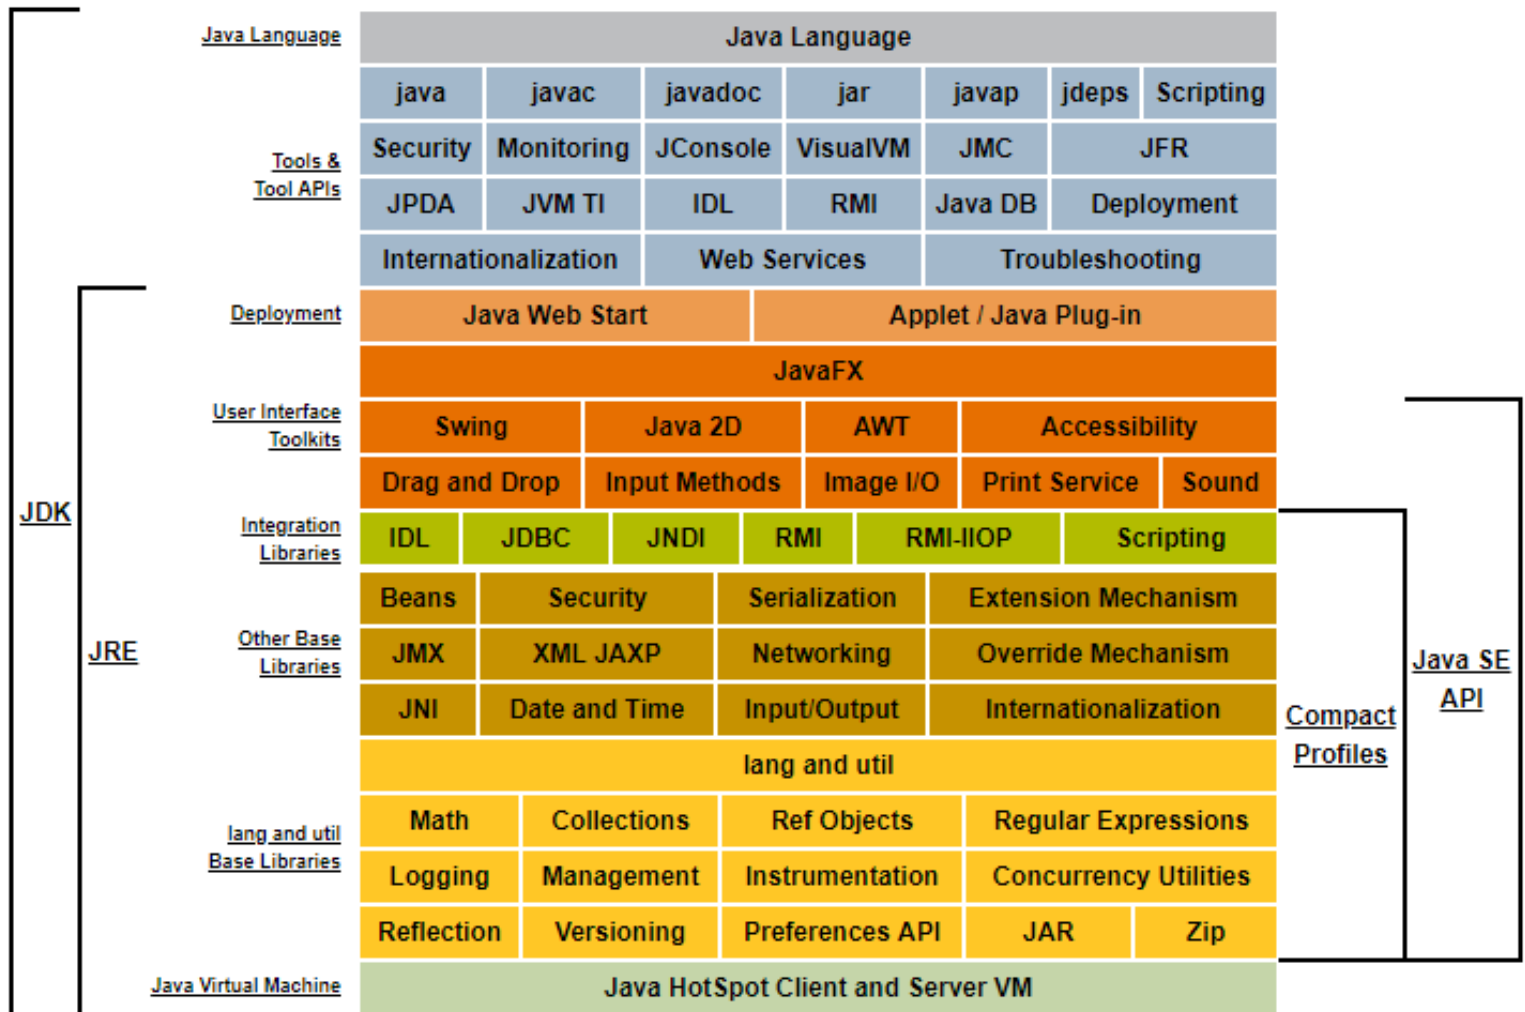 Java Language
Java Language
java javac javadoc jar javap jdeps Scripting
Security Monitoring JConsole VisualVM JMC JFR
Tools &
Tool APIs
JPDA JVM TI IDL RMI Java DB Deployment
Internationalization Web Services Troubleshooting
Deployment
Java Web Start Applet / Java Plug-in
JavaFX
User Interface
Toolkits
Swing Java 2D AWT Accessibility
Drag and Drop Input Methods Image I/O Print Service Sound
JDK
Integration
Libraries
IDL JDBC JNDI RMI RMI-IIOP Scripting
Beans Security Serialization Extension Mechanism
JRE
Other Base
Libraries
JMX XML JAXP Networking Override Mechanism
Java SE
API
JNI Date and Time Input/Output Internationalization
Compact
Profiles
lang and util
Math Collections Ref Objects Regular Expressions
lang and util
Base Libraries
Logging Management Instrumentation Concurrency Utilities
Reflection Versioning Preferences API JAR Zip
Java Virtual Machine
Java HotSpot Client and Server VM